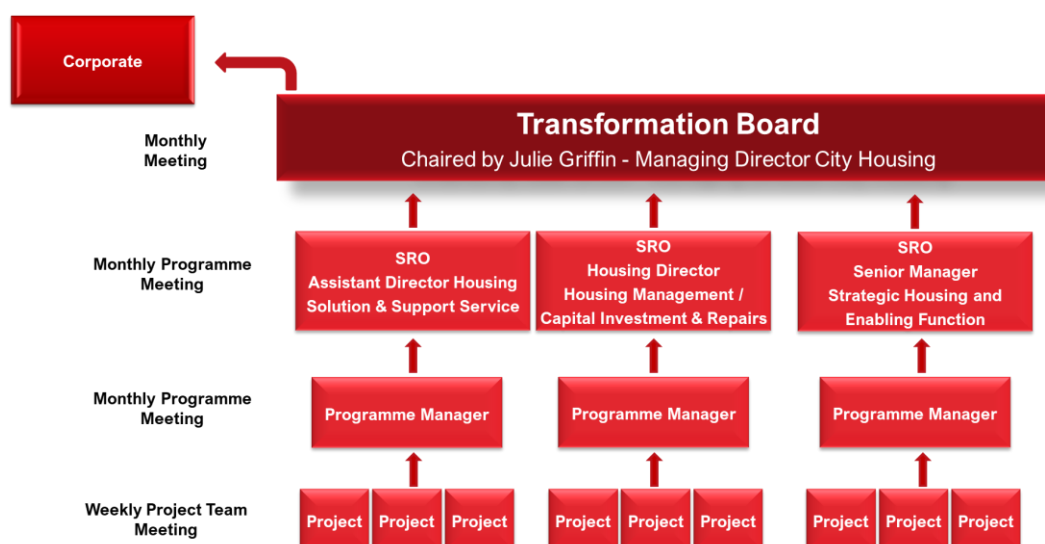 Corporate
Monthly
Meeting
Transformation Board
Chaired by Julie Griffin - Managing Director City Housing
Monthly Programme
Meeting
SRO
Assistant Director Housing
Solution & Support Service
SRO
Housing Director
Housing Management /
Capital Investment & Repairs
SRO
Senior Manager
Strategic Housing and
Enabling Function
Monthly Programme
Meeting
Programme Manager
Programme Manager
Programme Manager
Weekly Project Team
Meeting
Project
Project
Project
Project
Project
Project
Project
Project
Project